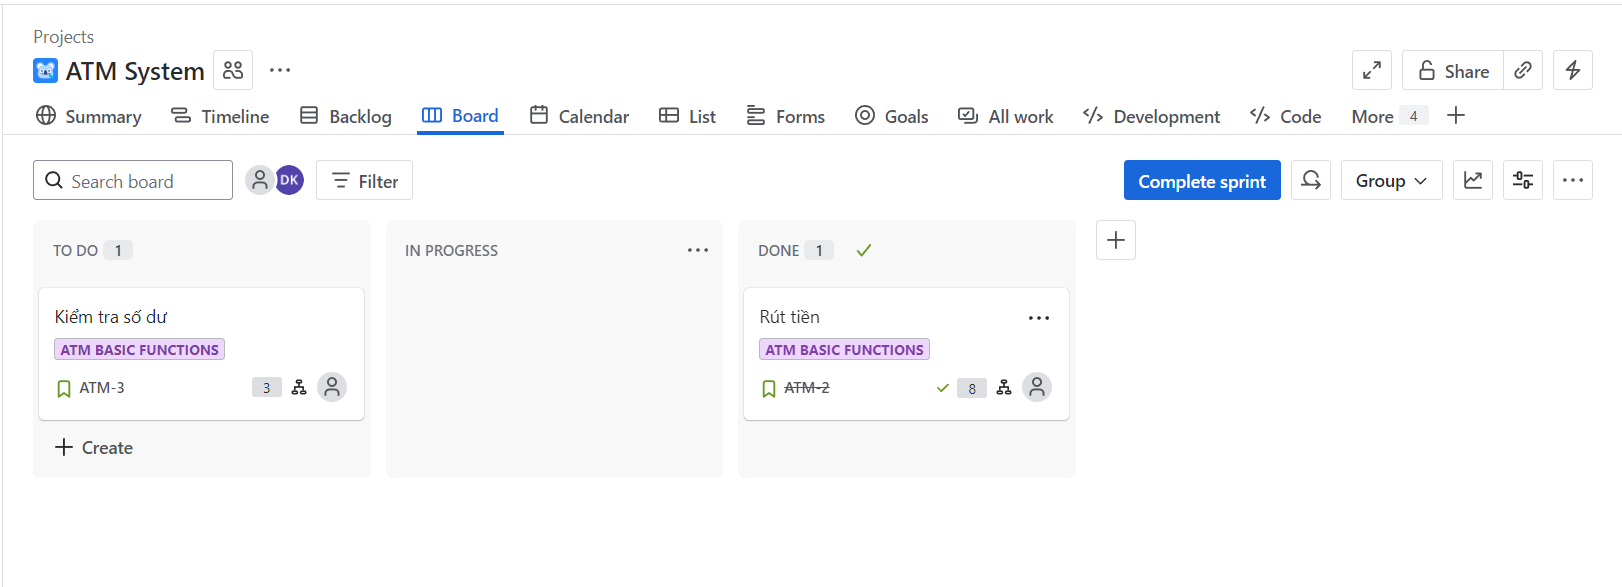 Projects
ATM System
Share
Summary Timeline Backlog Board Calendar List Forms Goals All work Development Code More 4
Search board DK Filter Complete sprint Group
TO DO 1
Kiểm tra số dư
ATM BASIC FUNCTIONS
ATM-3 3
Create
IN PROGRESS
DONE 1
Rút tiền
ATM BASIC FUNCTIONS
ATM-2 8